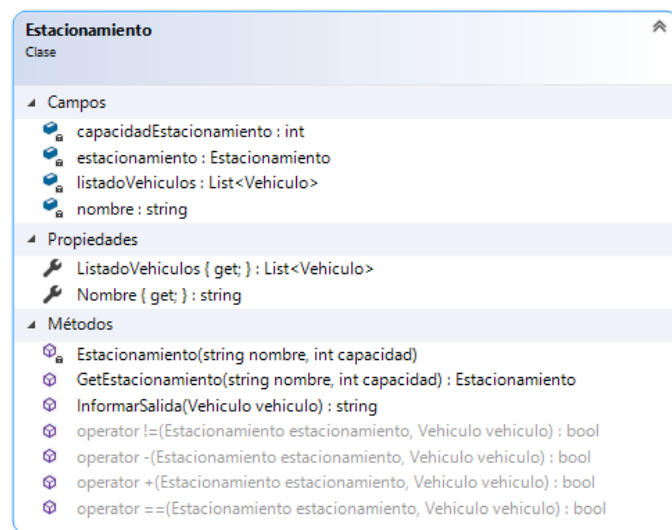 Estacionamiento
Clase
Campos
capacidadEstacionamiento : int
estacionamiento : Estacionamiento
listadoVehiculos : List<Vehiculo>
nombre : string
Propiedades
ListadoVehiculos { get; } : List<Vehiculo>
Nombre { get; } : string
Métodos
Estacionamiento(string nombre, int capacidad)
GetEstacionamiento(string nombre, int capacidad) : Estacionamiento
InformarSalida(Vehiculo vehiculo) : string
operator !=(Estacionamiento estacionamiento, Vehiculo vehiculo) : bool
operator -(Estacionamiento estacionamiento, Vehiculo vehiculo) : bool
operator +(Estacionamiento estacionamiento, Vehiculo vehiculo) : bool
operator ==(Estacionamiento estacionamiento, Vehiculo vehiculo) : bool